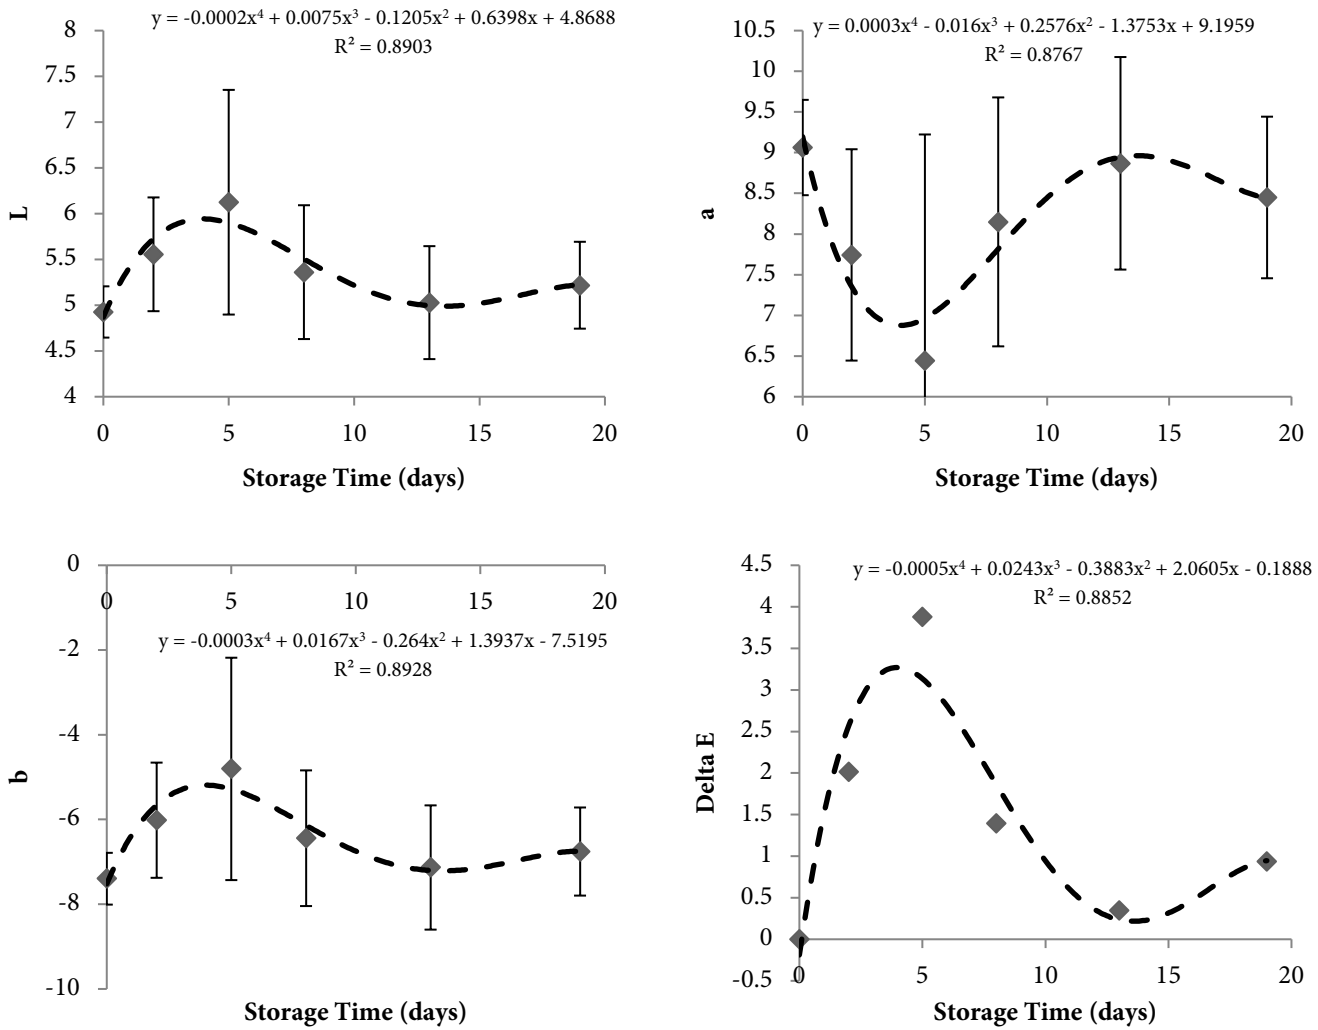 y = -0.0002x⁴ + 0.0075x³ - 0.1205x² + 0.6398x + 4.8688
R² = 0.8903
8
7.5
7
6.5
6
5.5
5
4.5
4
L
0 5 10 15 20
Storage Time (days)
y = 0.0003x⁴ - 0.016x³ + 0.2576x² - 1.3753x + 9.1959
R² = 0.8767
10.5
10
9.5
9
8.5
8
7.5
7
6.5
6
a
0 5 10 15 20
Storage Time (days)
0
-2
-4
-6
-8
-10
b
0 5 10 15 20
y = -0.0003x⁴ + 0.0167x³ - 0.264x² + 1.3937x - 7.5195
R² = 0.8928
Storage Time (days)
y = -0.0005x⁴ + 0.0243x³ - 0.3883x² + 2.0605x - 0.1888
R² = 0.8852
4.5
4
3.5
3
2.5
2
1.5
1
0.5
0
-0.5
Delta E
0 5 10 15 20
Storage Time (days)